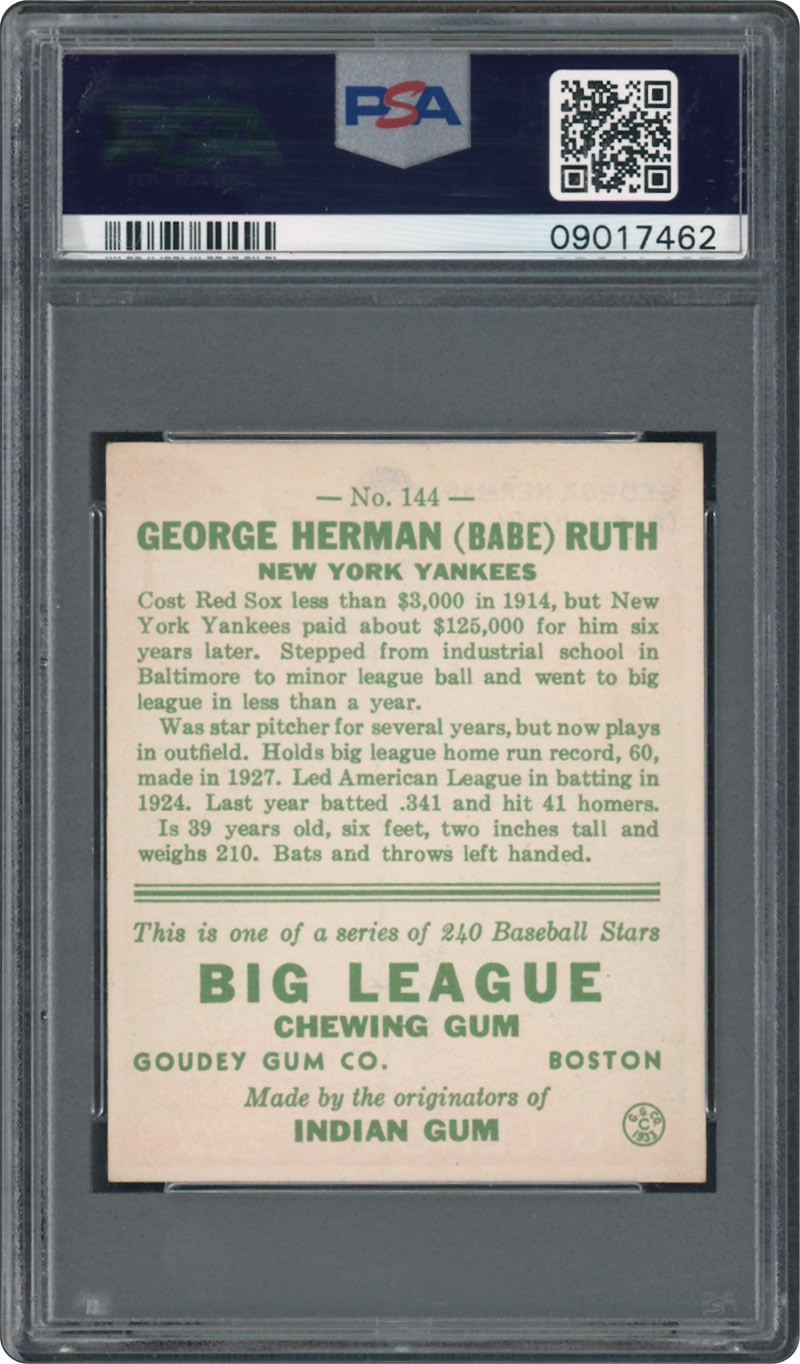 PSA
09017462
— No. 144 —
GEORGE HERMAN (BABE) RUTH
NEW YORK YANKEES
Cost Red Sox less than $3,000 in 1914, but New
York Yankees paid about $125,000 for him six
years later. Stepped from industrial school in
Baltimore to minor league ball and went to big
league in less than a year.
Was star pitcher for several years, but now plays
in outfield. Holds big league home run record, 60,
made in 1927. Led American League in batting in
1924. Last year batted .341 and hit 41 homers.
Is 39 years old, six feet, two inches tall and
weighs 210. Bats and throws left handed.
This is one of a series of 240 Baseball Stars
BIG LEAGUE
CHEWING GUM
GOUDEY GUM CO. BOSTON
Made by the originators of
INDIAN GUM
G.G.CO.
C
1933
PSA